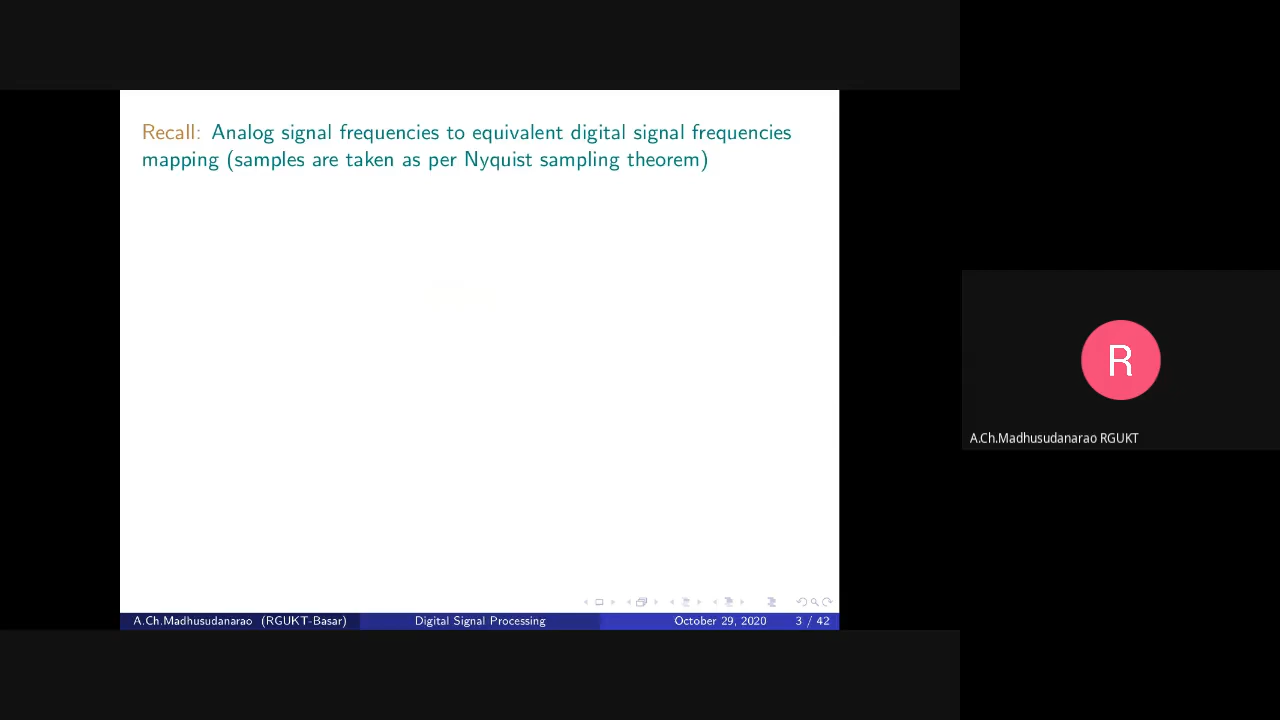 Recall: Analog signal frequencies to equivalent digital signal frequencies
mapping (samples are taken as per Nyquist sampling theorem)
R
A.Ch.Madhusudanarao RGUKT
A.Ch.Madhusudanarao (RGUKT-Basar) Digital Signal Processing October 29, 2020 3 / 42